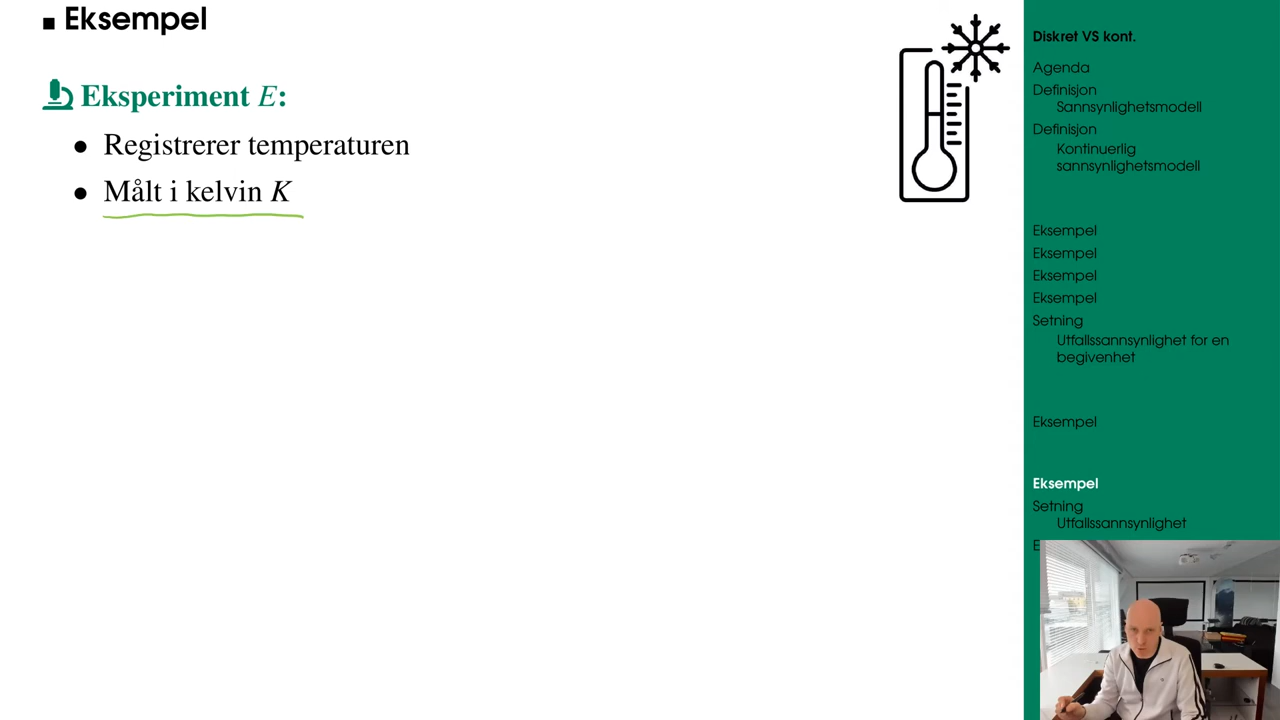 Eksempel
Eksperiment E:
Registrerer temperaturen
Målt i kelvin K
Diskret VS kont.
Agenda
Definisjon
Sannsynlighetsmodell
Definisjon
Kontinuerlig
sannsynlighetsmodell
Eksempel
Eksempel
Eksempel
Eksempel
Setning
Utfallssannsynlighet for en
begivenhet
Eksempel
Eksempel
Setning
Utfallssannsynlighet